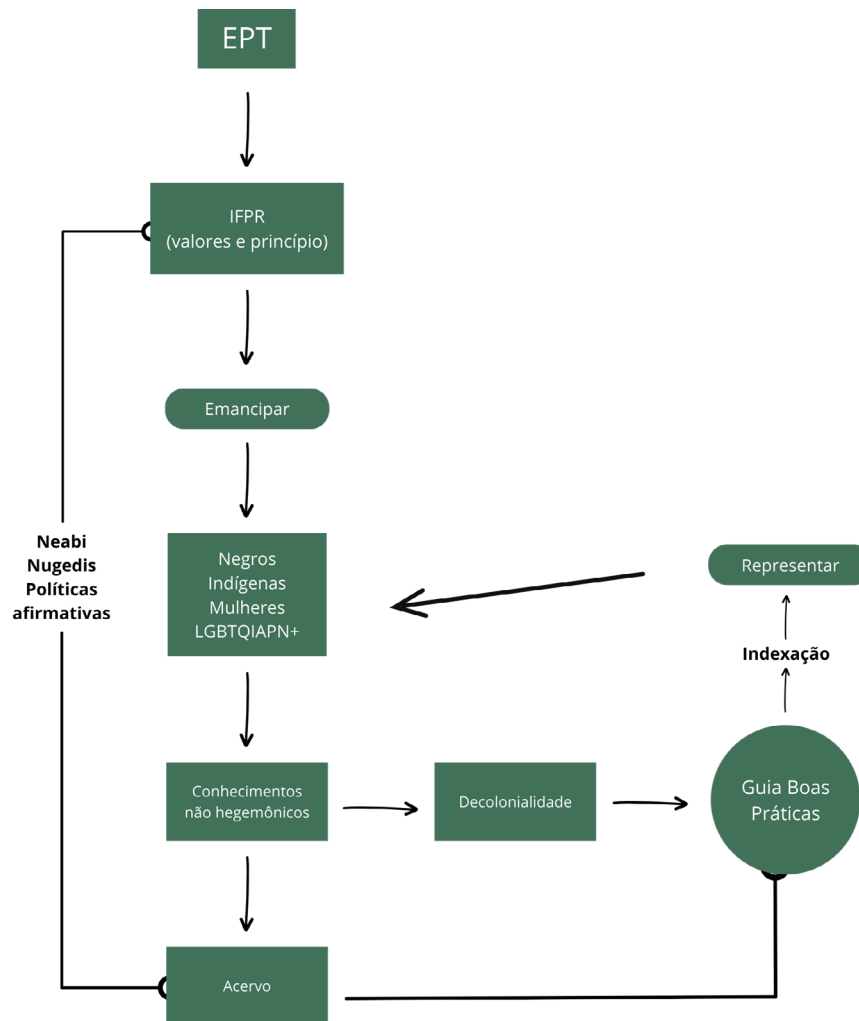 EPT
IFPR
(valores e princípio)
Emancipar
Neabi
Nugedis
Políticas
afirmativas
Negros
Indígenas
Mulheres
LGBTQIAPN+
Representar
Indexação
Conhecimentos
não hegemônicos
Decolonialidade
Guia Boas
Práticas
Acervo